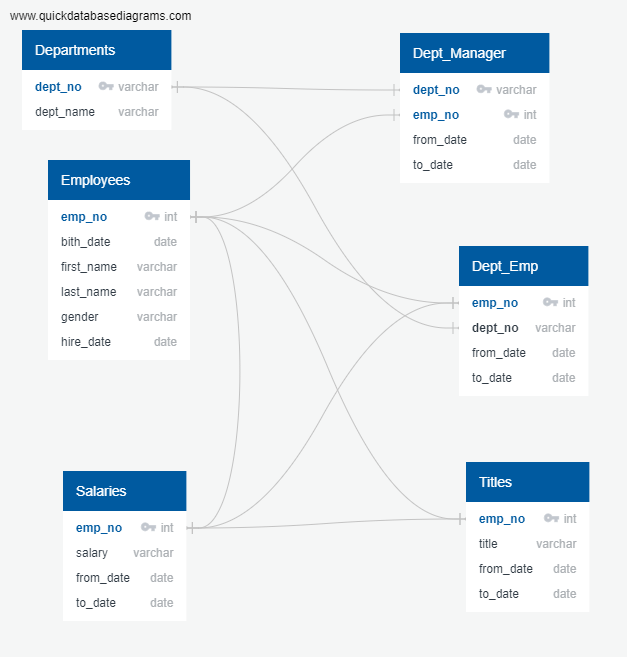 www.quickdatabasediagrams.com
Departments
dept_no varchar
dept_name varchar
Dept_Manager
dept_no varchar
emp_no int
from_date date
to_date date
Employees
emp_no int
bith_date date
first_name varchar
last_name varchar
gender varchar
hire_date date
Dept_Emp
emp_no int
dept_no varchar
from_date date
to_date date
Salaries
emp_no int
salary varchar
from_date date
to_date date
Titles
emp_no int
title varchar
from_date date
to_date date